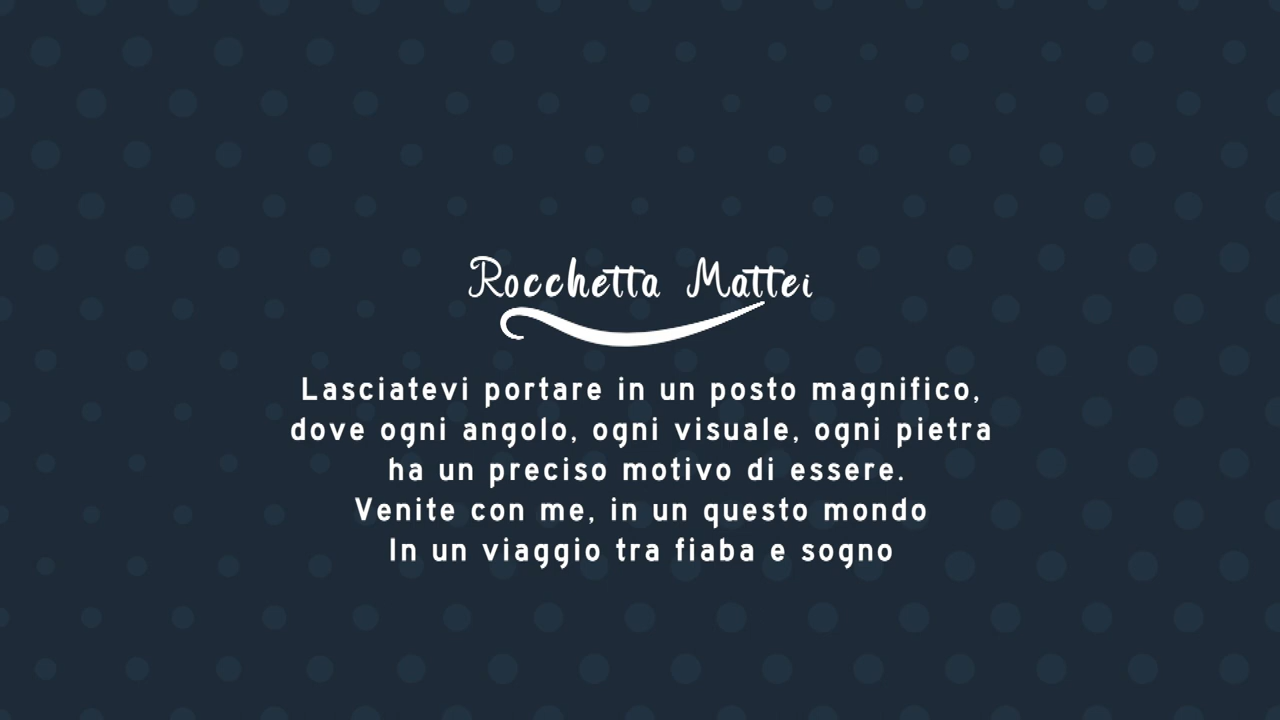 Rocchetta Mattei
Lasciatevi portare in un posto magnifico,
dove ogni angolo, ogni visuale, ogni pietra
ha un preciso motivo di essere.
Venite con me, in un questo mondo
In un viaggio tra fiaba e sogno